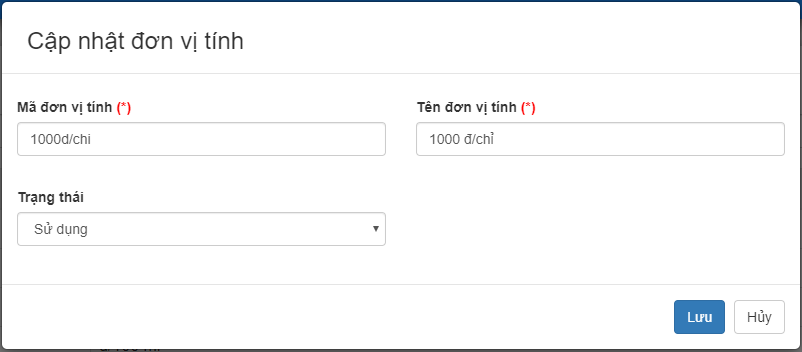 Cập nhật đơn vị tính
Mã đơn vị tính (*)
Tên đơn vị tính (*)
1000d/chi
1000 đ/chỉ
Trạng thái
Sử dụng
Lưu
Hủy